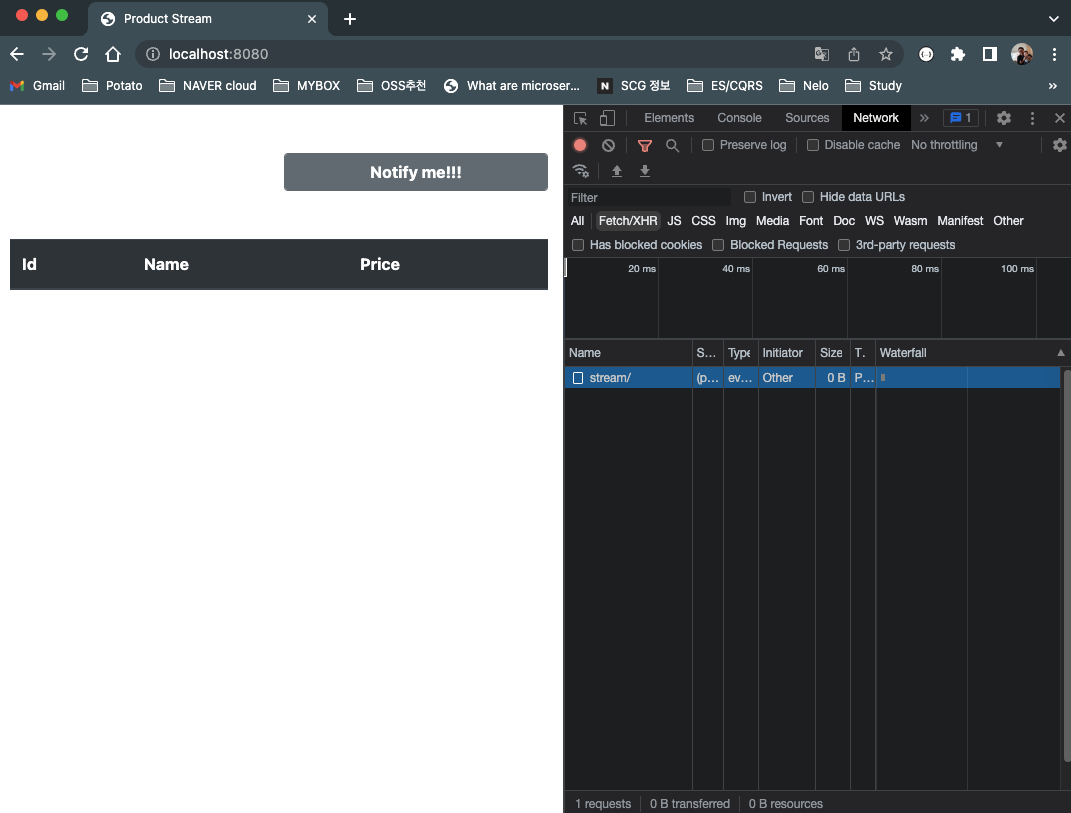 Product Stream
localhost:8080
Gmail Potato NAVER cloud MYBOX OSS추천 What are microser... N SCG 정보 ES/CQRS Nelo Study »
Elements Console Sources Network » 1
Notify me!!!
Preserve log Disable cache No throttling
Filter Invert Hide data URLs
All Fetch/XHR JS CSS Img Media Font Doc WS Wasm Manifest Other
Has blocked cookies Blocked Requests 3rd-party requests
Id Name Price
20 ms 40 ms 60 ms 80 ms 100 ms
Name S... Type Initiator Size T. Waterfall
stream/ (p... ev... Other 0 B P...
1 requests 0 B transferred 0 B resources